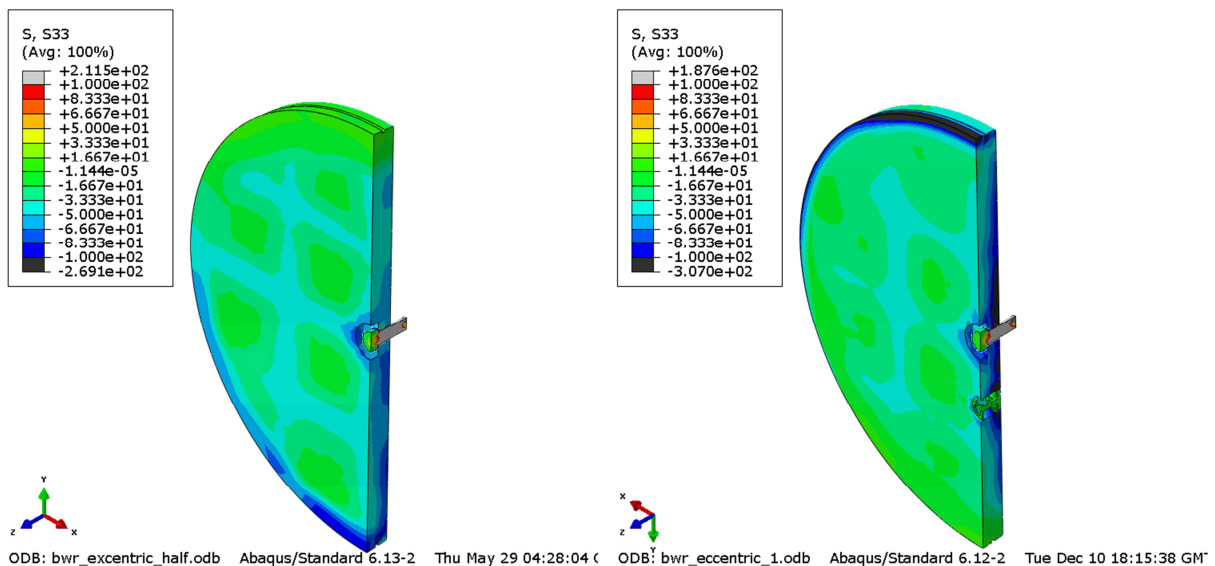 S, S33
(Avg: 100%)
+2.115e+02
+1.000e+02
+8.333e+01
+6.667e+01
+5.000e+01
+3.333e+01
+1.667e+01
-1.144e-05
-1.667e+01
-3.333e+01
-5.000e+01
-6.667e+01
-8.333e+01
-1.000e+02
-2.691e+02
Y
Z
X
ODB: bwr_excentric_half.odb Abaqus/Standard 6.13-2 Thu May 29 04:28:04
S, S33
(Avg: 100%)
+1.876e+02
+1.000e+02
+8.333e+01
+6.667e+01
+5.000e+01
+3.333e+01
+1.667e+01
-1.144e-05
-1.667e+01
-3.333e+01
-5.000e+01
-6.667e+01
-8.333e+01
-1.000e+02
-3.070e+02
X
Z
Y
ODB: bwr_eccentric_1.odb Abaqus/Standard 6.12-2 Tue Dec 10 18:15:38 GMT